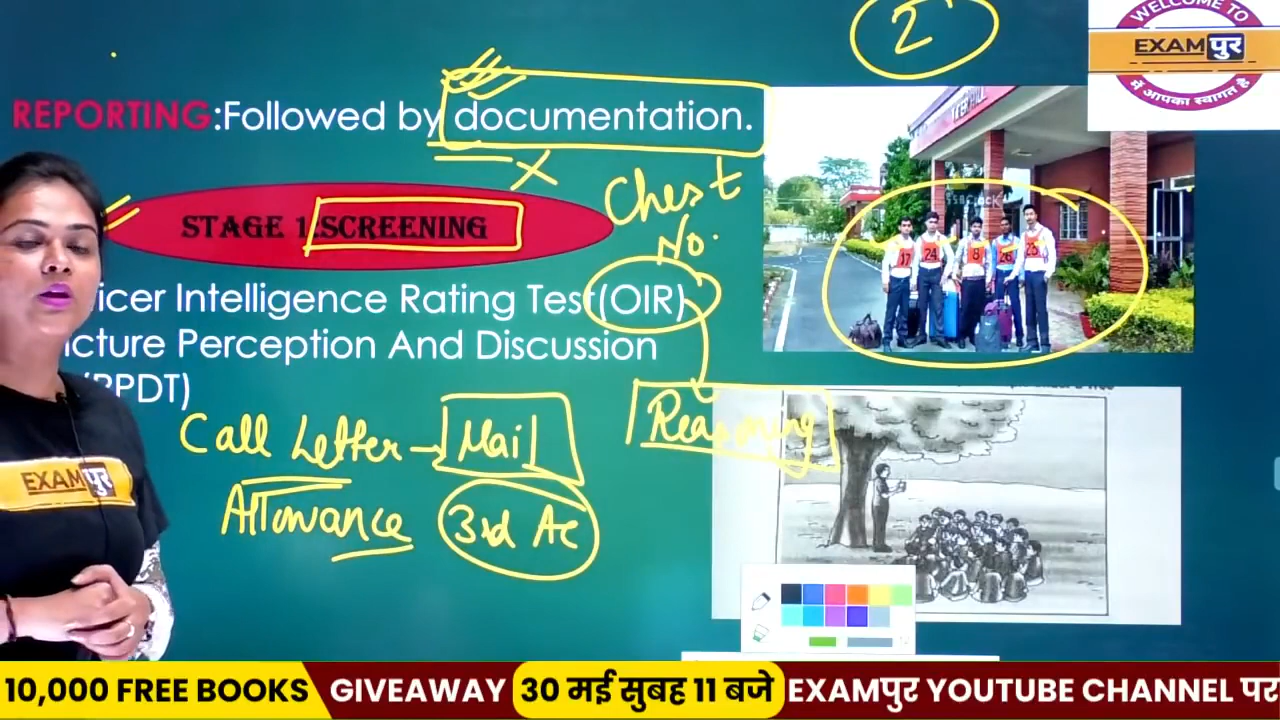 2
WELCOME TO
EXAMपुर
में आपका स्वागत है
REPORTING:Followed by documentation.
Chest
No.
STAGE 1:SCREENING
17 24 8 26 25
icer Intelligence Rating Test(OIR)
icture Perception And Discussion
(PPDT)
Reasoning
Call Letter → Mail
Allowance 3rd AC
EXAMपुर
10,000 FREE BOOKS GIVEAWAY 30 मई सुबह 11 बजे EXAMपुर YOUTUBE CHANNEL पर